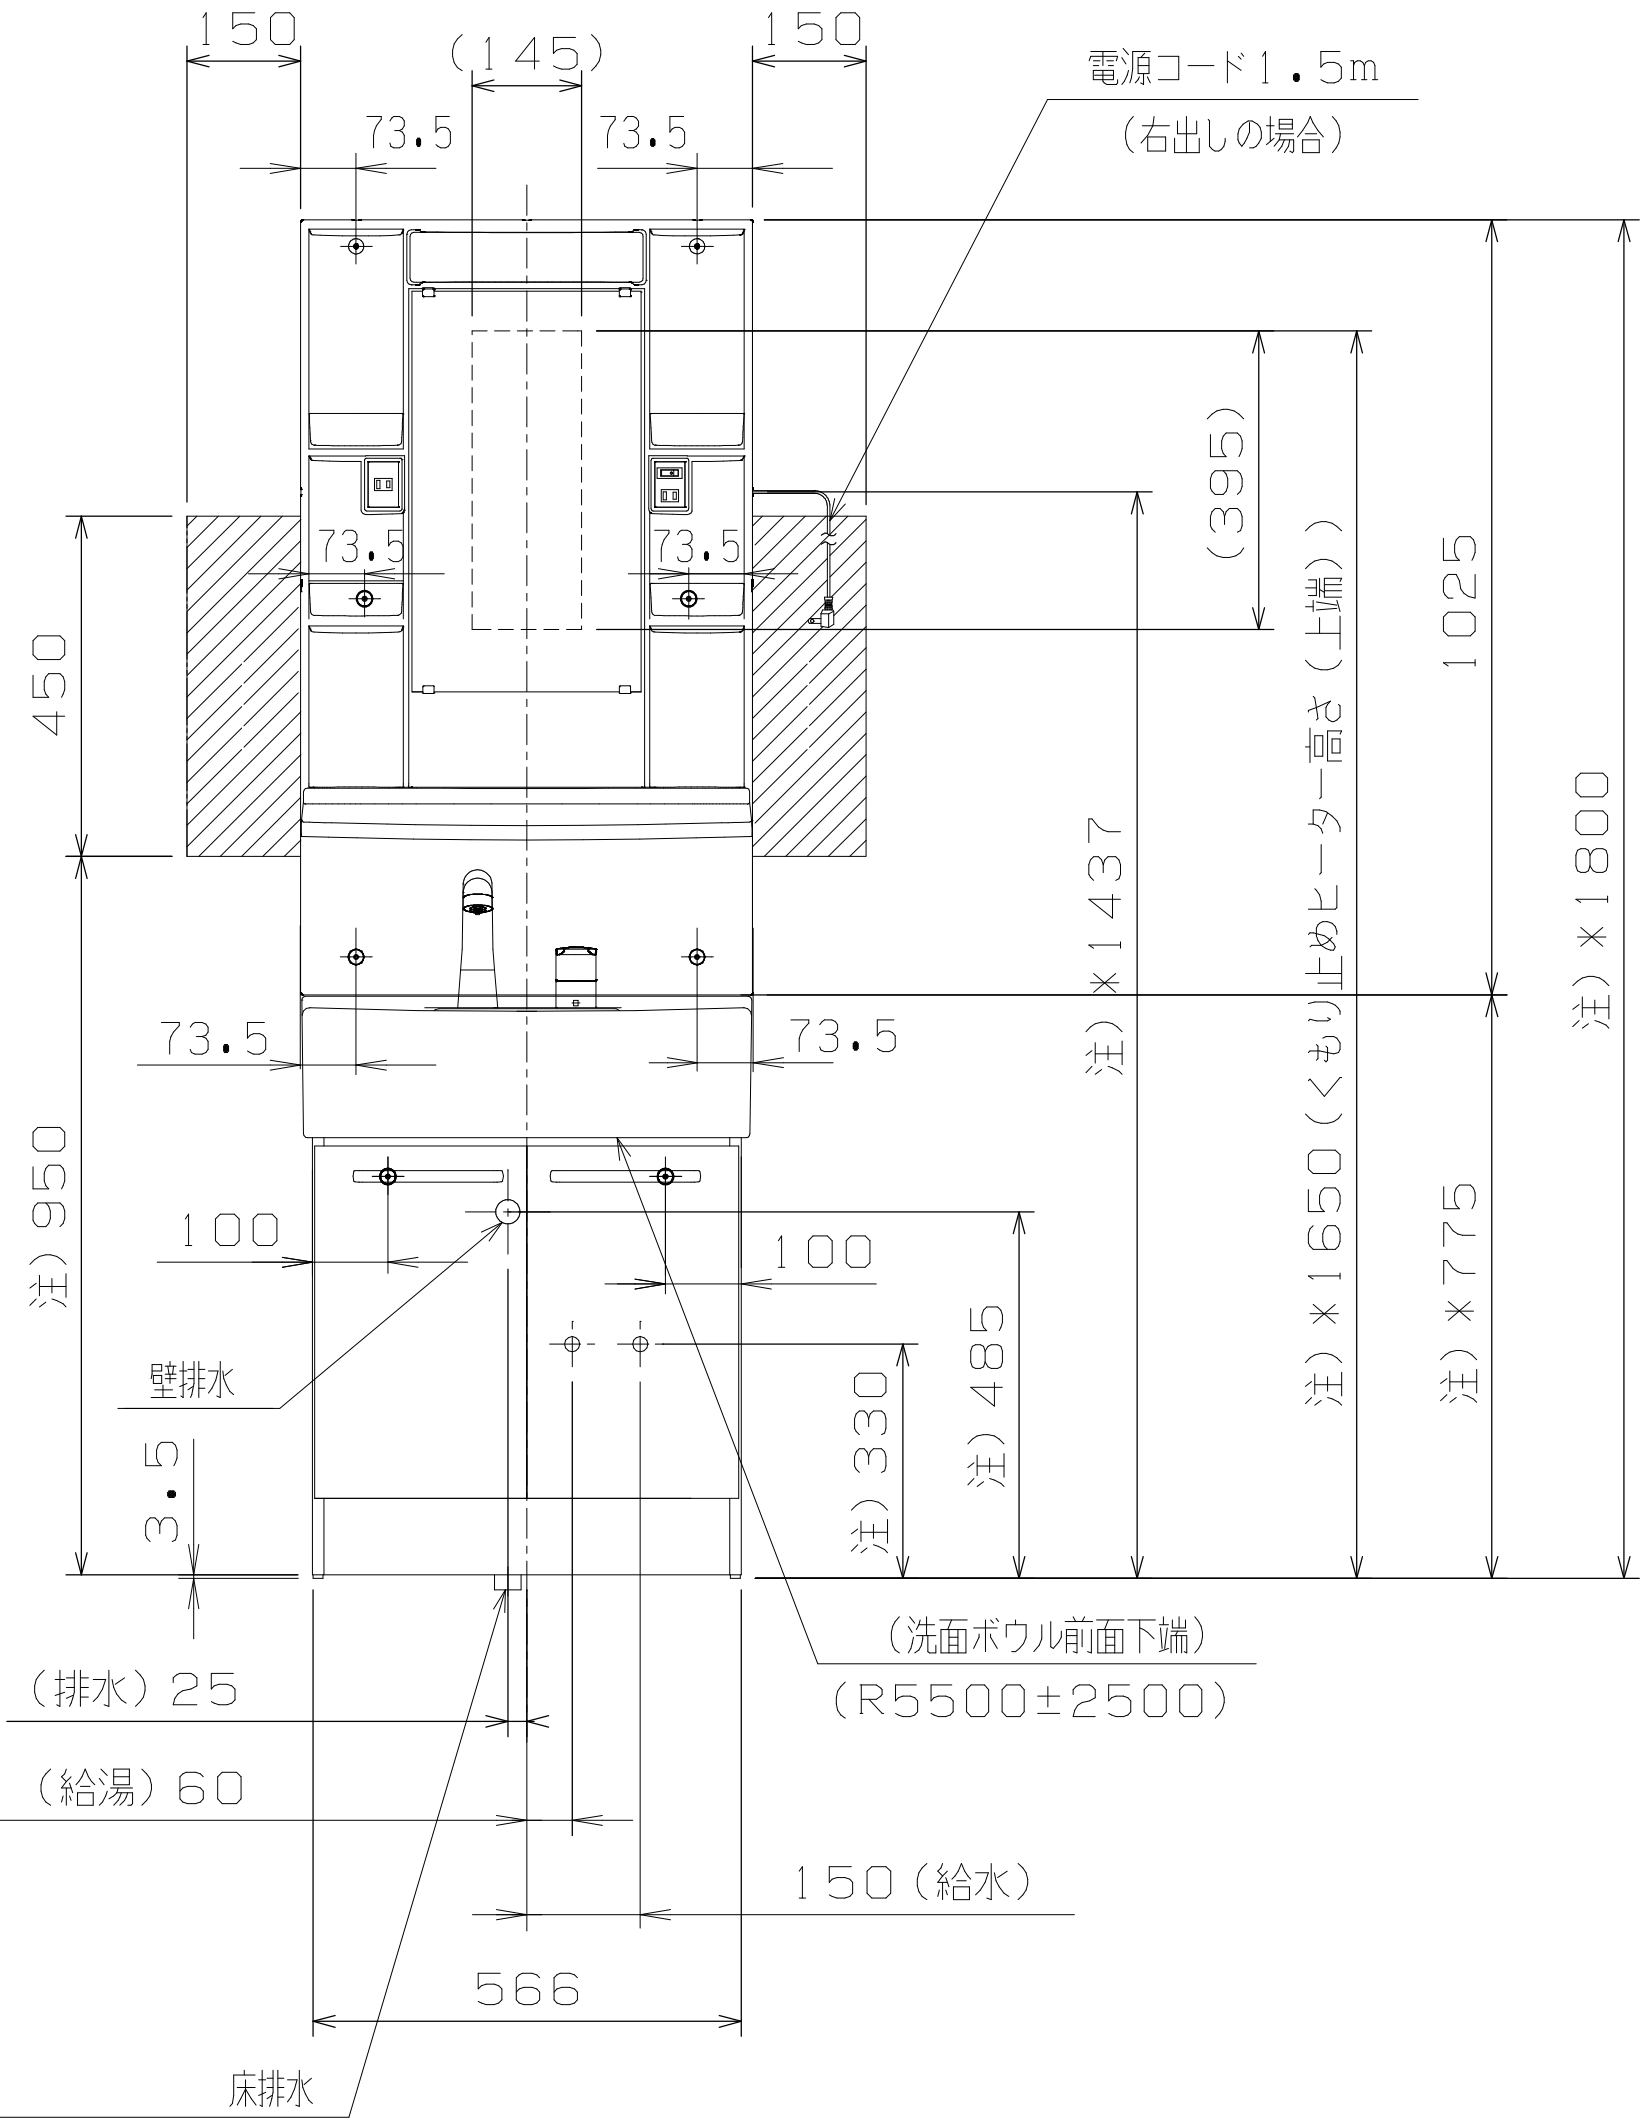 150
(145)
150
電源コード1.5m
(右出しの場合)
73.5
73.5
(395)
73.5
73.5
1025
450
注)*1800
注)*1437
注)*1650(くもり止めヒーター高さ(上端))
73.5
73.5
注)950
注)*775
100
100
注)485
壁排水
注)330
3.5
(洗面ボウル前面下端)
(R5500±2500)
(排水)25
(給湯)60
150(給水)
566
床排水